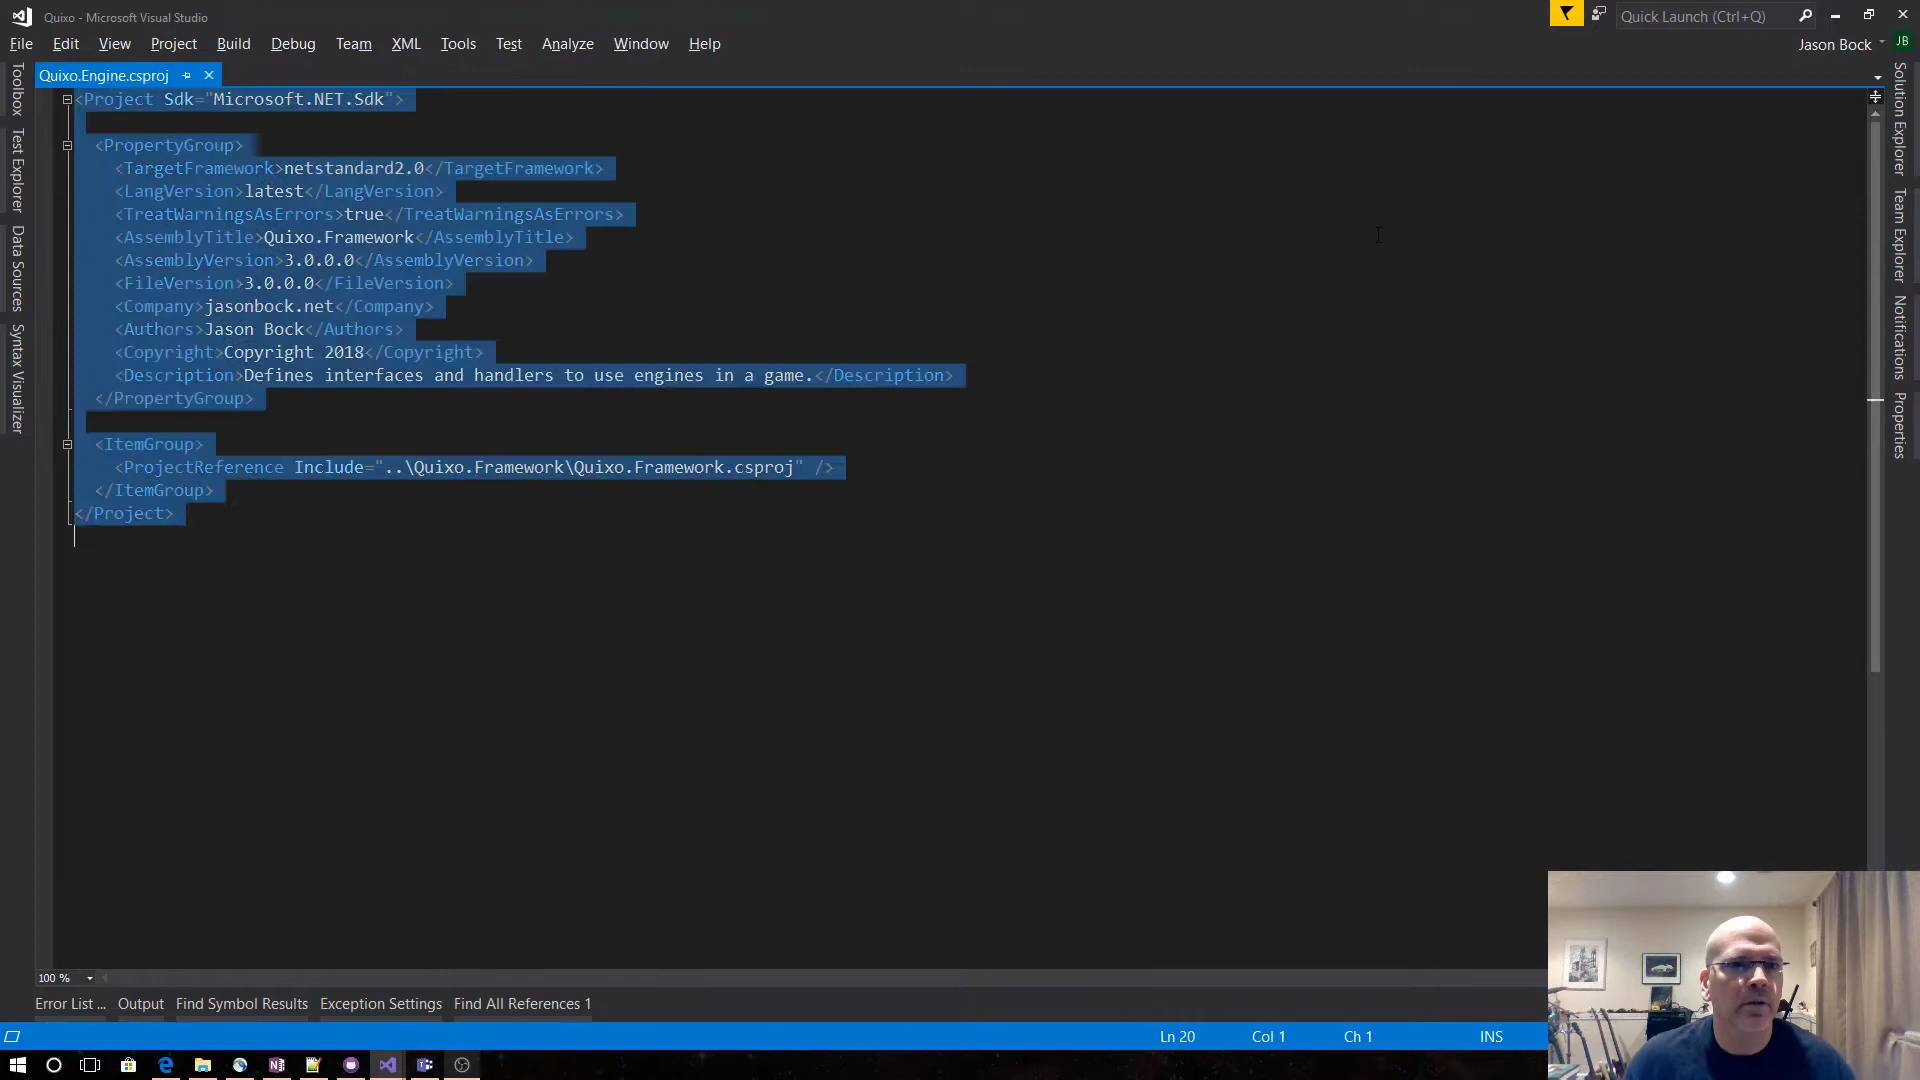 Quixo - Microsoft Visual Studio
Quick Launch (Ctrl+Q)
File Edit View Project Build Debug Team XML Tools Test Analyze Window Help
Jason Bock JB
Quixo.Engine.csproj
Toolbox
Test Explorer
Data Sources
Syntax Visualizer
<Project Sdk="Microsoft.NET.Sdk">
<PropertyGroup>
<TargetFramework>netstandard2.0</TargetFramework>
<LangVersion>latest</LangVersion>
<TreatWarningsAsErrors>true</TreatWarningsAsErrors>
<AssemblyTitle>Quixo.Framework</AssemblyTitle>
<AssemblyVersion>3.0.0.0</AssemblyVersion>
<FileVersion>3.0.0.0</FileVersion>
<Company>jasonbock.net</Company>
<Authors>Jason Bock</Authors>
<Copyright>Copyright 2018</Copyright>
<Description>Defines interfaces and handlers to use engines in a game.</Description>
</PropertyGroup>
<ItemGroup>
<ProjectReference Include="..\Quixo.Framework\Quixo.Framework.csproj" />
</ItemGroup>
</Project>
Solution Explorer
Team Explorer
Notifications
Properties
100 %
Error List ... Output Find Symbol Results Exception Settings Find All References 1
Ln 20 Col 1 Ch 1 INS